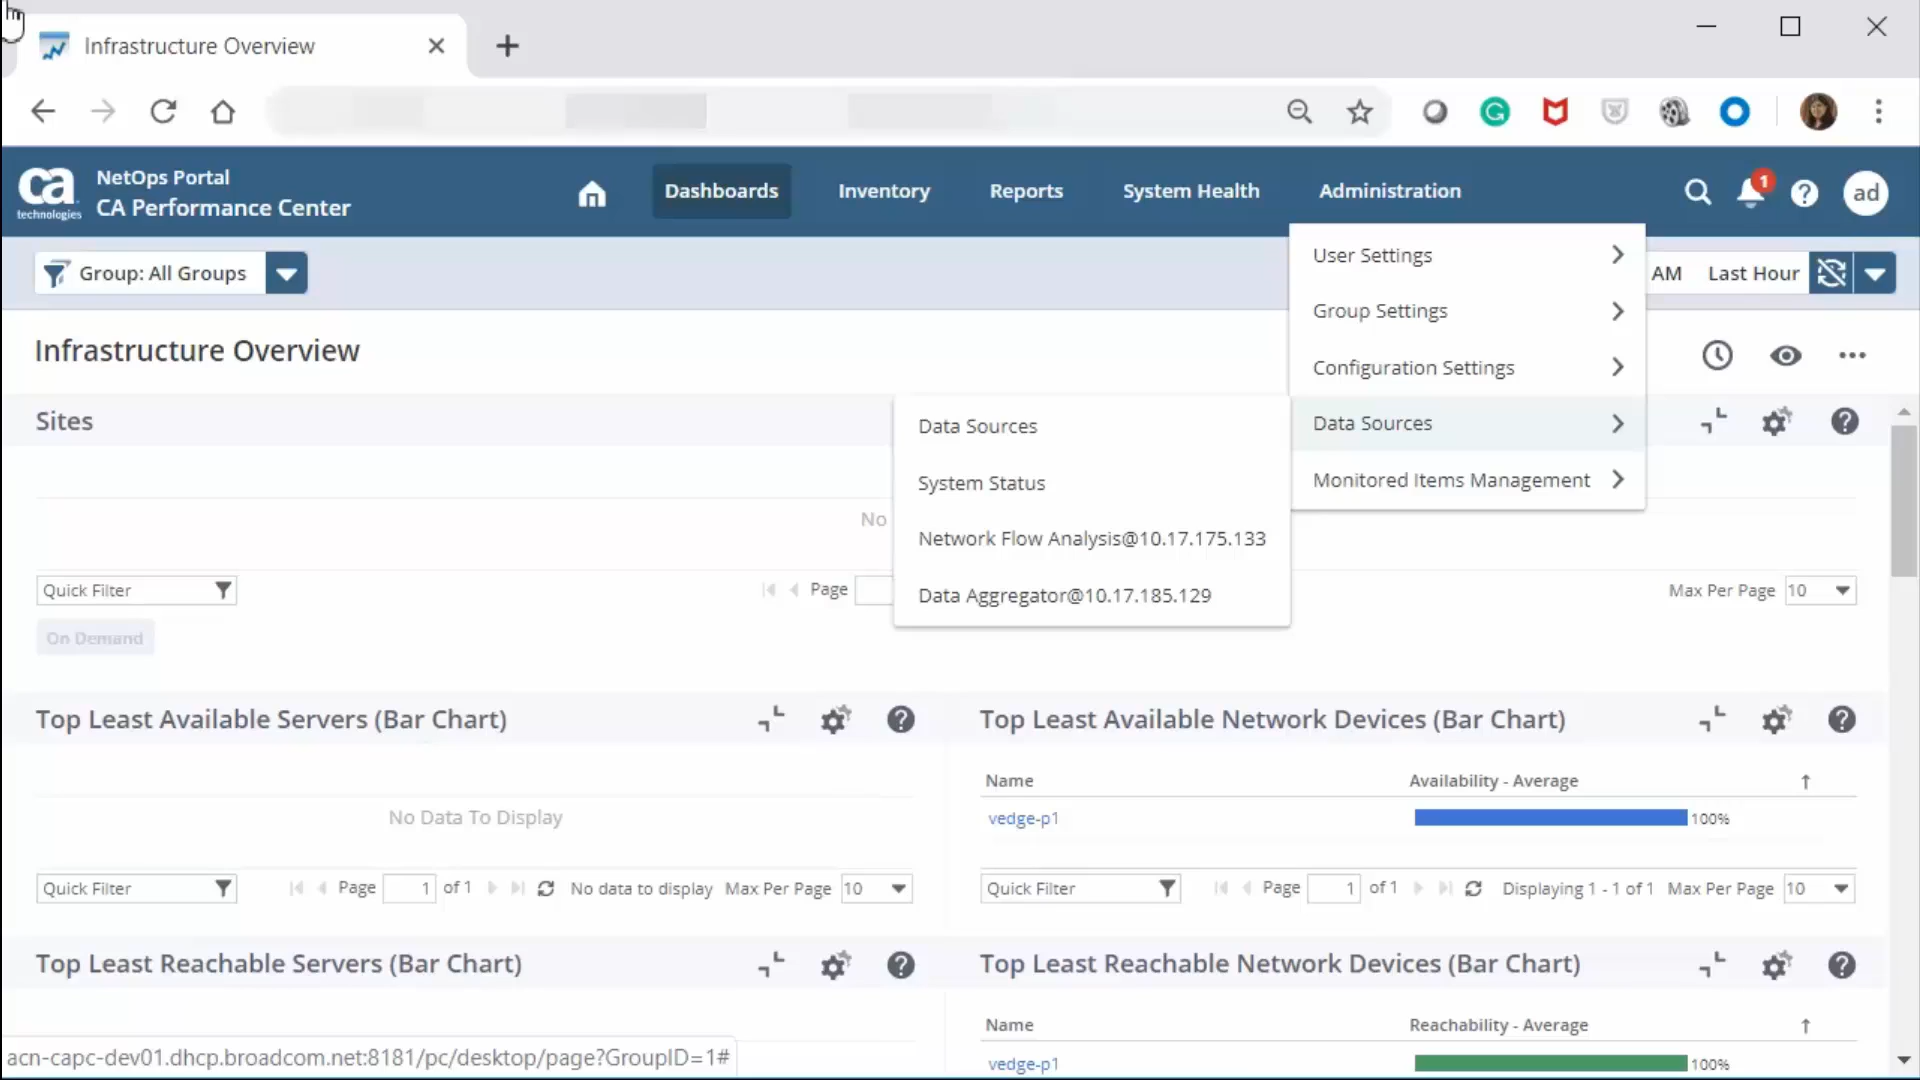 Infrastructure Overview
ca
technologies
NetOps Portal
CA Performance Center
Dashboards
Inventory
Reports
System Health
Administration
1
ad
Group: All Groups
AM
Last Hour
User Settings
Group Settings
Configuration Settings
Data Sources
Monitored Items Management
Data Sources
System Status
Network Flow Analysis@10.17.175.133
Data Aggregator@10.17.185.129
Infrastructure Overview
Sites
No
Quick Filter
Page
Max Per Page 10
On Demand
Top Least Available Servers (Bar Chart)
No Data To Display
Quick Filter
Page 1 of 1
No data to display
Max Per Page 10
Top Least Available Network Devices (Bar Chart)
Name
Availability - Average
vedge-p1
100%
Quick Filter
Page 1 of 1
Displaying 1 - 1 of 1
Max Per Page 10
Top Least Reachable Servers (Bar Chart)
Top Least Reachable Network Devices (Bar Chart)
Name
Reachability - Average
vedge-p1
100%
acn-capc-dev01.dhcp.broadcom.net:8181/pc/desktop/page?GroupID=1#